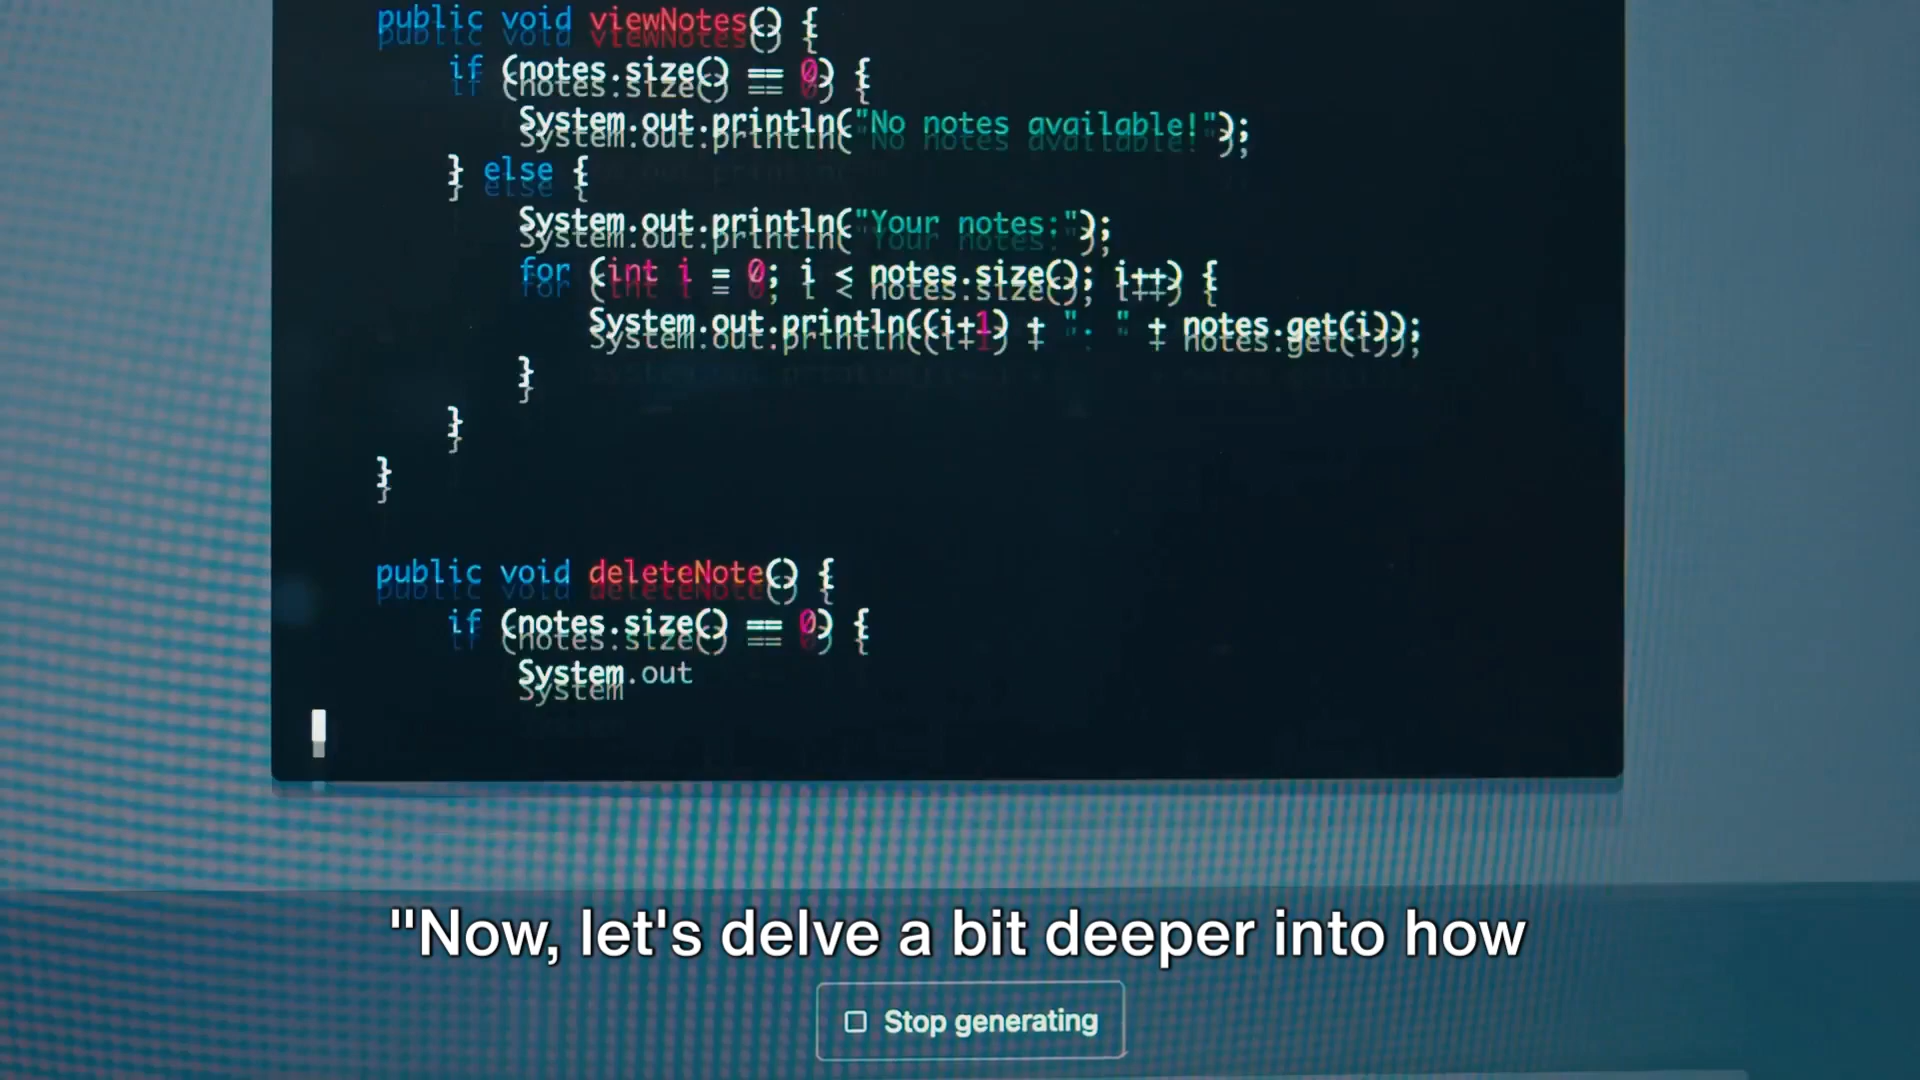 public void viewNotes() {
if (notes.size() == 0) {
System.out.println("No notes available!");
} else {
System.out.println("Your notes:");
for (int i = 0; i < notes.size(); i++) {
System.out.println((i+1) + ". " + notes.get(i));
}
}
}
public void deleteNote() {
if (notes.size() == 0) {
System.out
"Now, let's delve a bit deeper into how
Stop generating